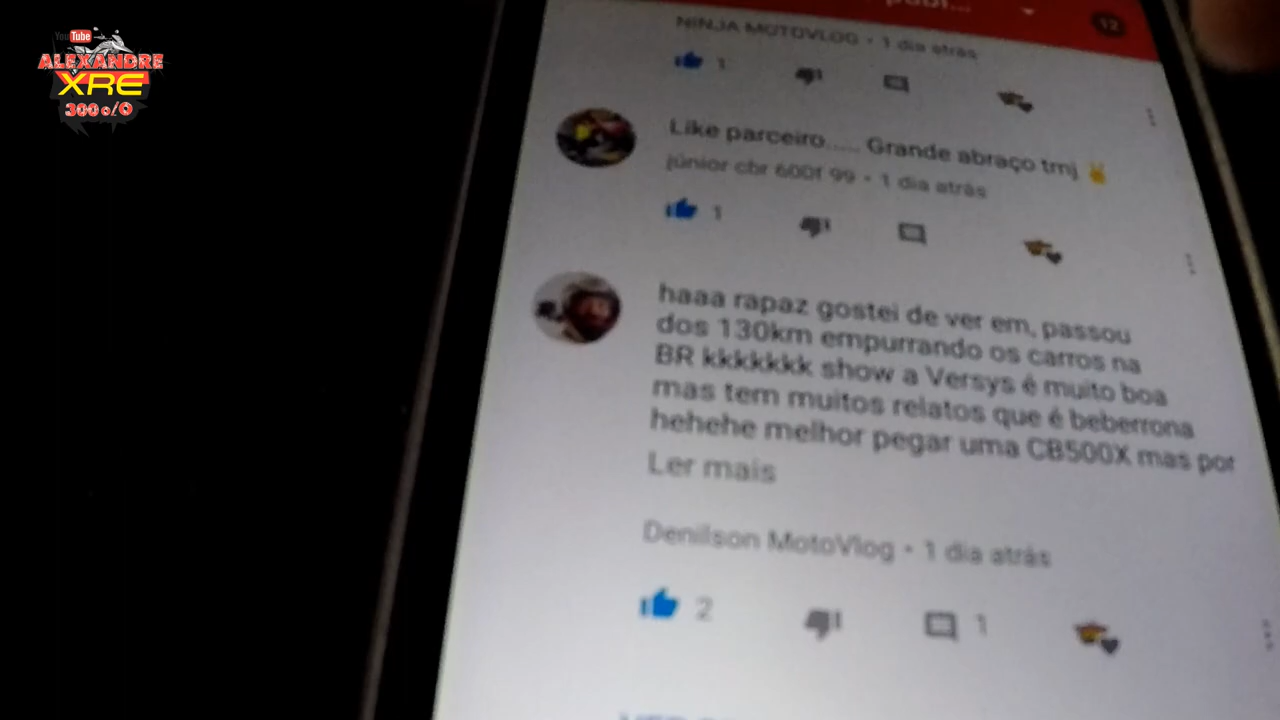 YouTube
ALEXANDRE
XRE
300
12
NINJA MOTOVLOG • 1 dia atrás
1
Like parceiro..... Grande abraço tmj ✌
júnior cbr 600f 99 • 1 dia atrás
1
haaa rapaz gostei de ver em, passou
dos 130km empurrando os carros na
BR kkkkkkk show a Versys é muito boa
mas tem muitos relatos que é beberrona
hehehe melhor pegar uma CB500X mas por
Ler mais
Denilson MotoVlog • 1 dia atrás
2
1